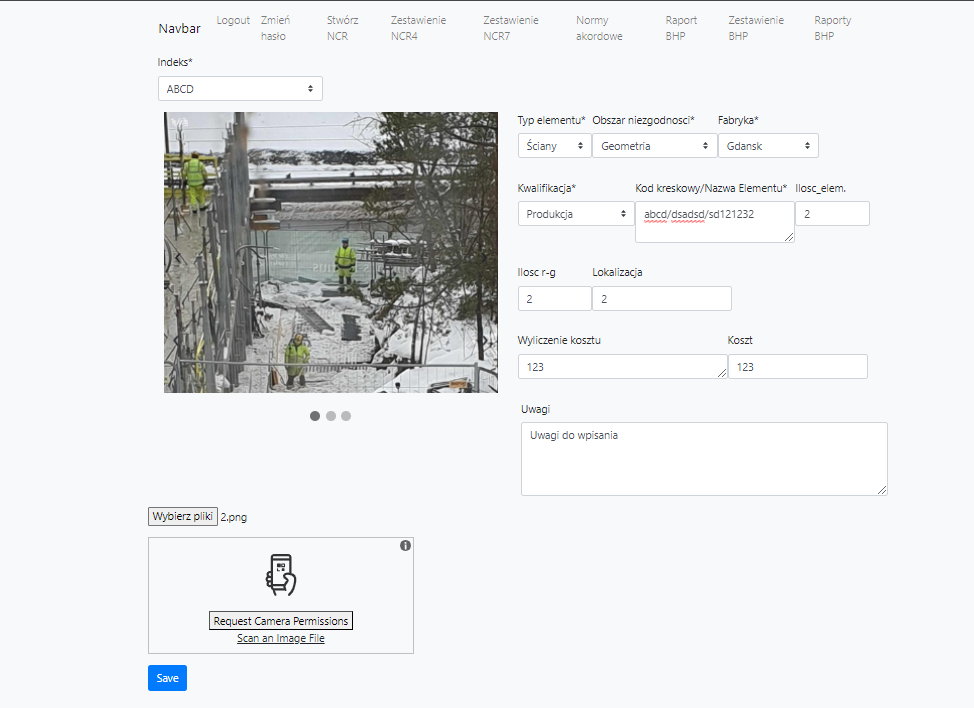 Navbar
Logout
Zmień hasło
Stwórz NCR
Zestawienie NCR4
Zestawienie NCR7
Normy akordowe
Raport BHP
Zestawienie BHP
Raporty BHP
Indeks*
ABCD
Typ elementu* Obszar niezgodnosci* Fabryka*
Ściany Geometria Gdansk
Kwalifikacja* Kod kreskowy/Nazwa Elementu* Ilosc_elem.
Produkcja abcd/dsadsd/sd121232 2
Ilosc r-g Lokalizacja
2 2
Wyliczenie kosztu Koszt
123 123
Uwagi
Uwagi do wpisania
Wybierz pliki 2.png
Request Camera Permissions
Scan an Image File
Save